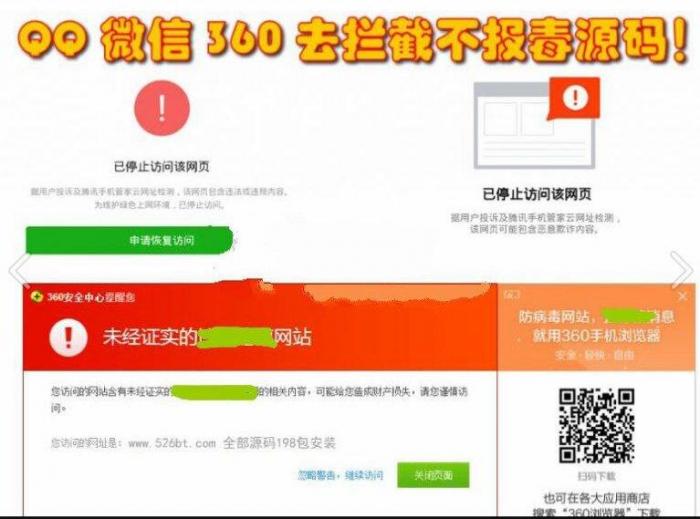 QQ 微信 360 去拦截不报毒源码!
已停止访问该网页
据用户投诉及腾讯手机管家云网址检测,该网页包含违法或违规内容。
为维护绿色上网环境,已停止访问。
申请恢复访问
已停止访问该网页
据用户投诉及腾讯手机管家云网址检测,
该网页可能包含恶意欺诈内容。
360安全中心提醒您
未经证实的 网站
您访问的网站含有未经证实的 的相关内容,可能给您造成财产损失,请您谨慎访
问。
您访问的网址是: www.526bt.com 全部源码198包安装
忽略警告,继续访问
关闭页面
防病毒网站, 消息
就用360手机浏览器
安全·轻快·自由
扫码下载
也可在各大应用商店
搜索“360浏览器”下载